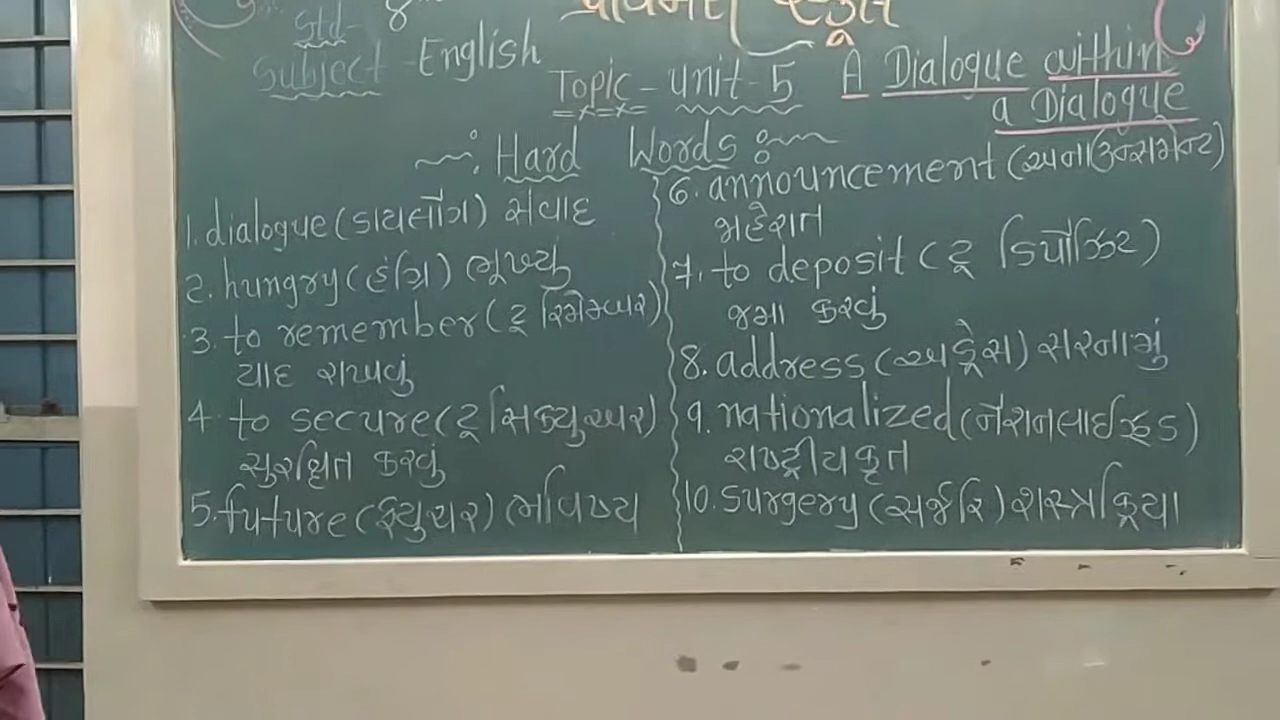 Std- 8
પ્રાયમરી સ્કૂલ
Subject - English
Topic - Unit - 5 A Dialogue within
a Dialogue
Hard Words :
1. dialogue (ડાયલૉગ) સંવાદ
2. hungry (હંગ્રિ) ભૂખ્યું
3. to remember (ટૂ રિમેમ્બર)
યાદ રાખવું
4. to secure (ટૂ સિક્યુઅર)
સુરક્ષિત કરવું
5. future (ફ્યુચર) ભવિષ્ય
6. announcement (અનાઉન્સમેન્ટ)
જાહેરાત
7. to deposit (ટૂ ડિપૉઝિટ)
જમા કરવું
8. address (અડ્રેસ) સરનામું
9. nationalized (નૅશનલાઈઝ્ડ)
રાષ્ટ્રીયકૃત
10. surgery (સર્જરિ) શસ્ત્રક્રિયા